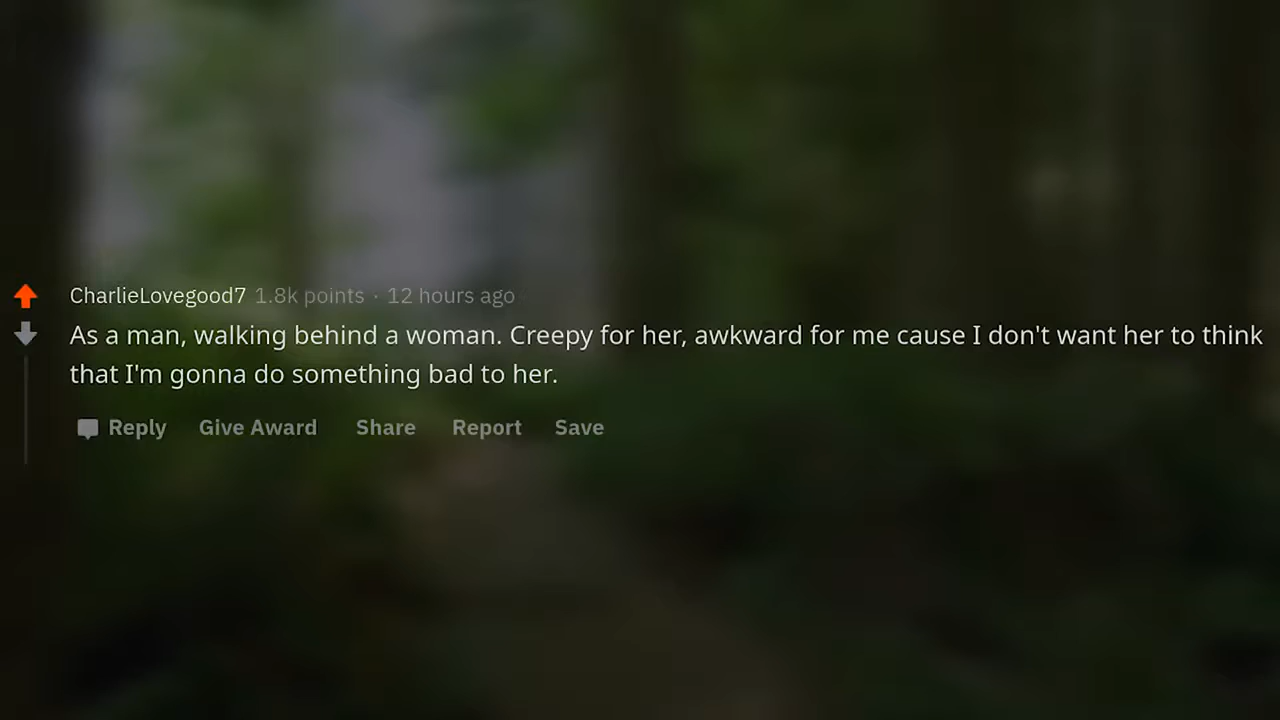 CharlieLovegood7 1.8k points · 12 hours ago
As a man, walking behind a woman. Creepy for her, awkward for me cause I don't want her to think
that I'm gonna do something bad to her.
Reply Give Award Share Report Save